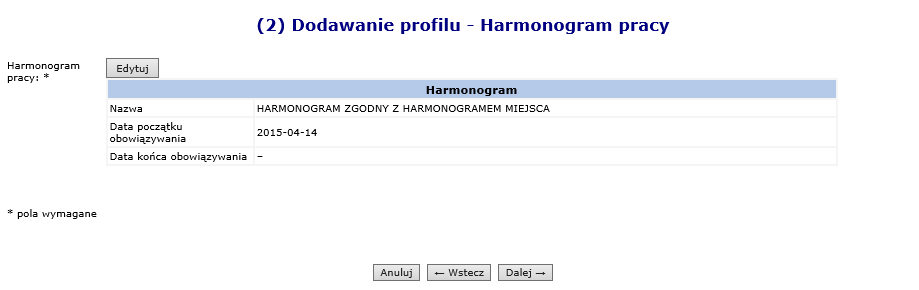 (2) Dodawanie profilu - Harmonogram pracy
Harmonogram
pracy: *
Edytuj
Harmonogram
Nazwa HARMONOGRAM ZGODNY Z HARMONOGRAMEM MIEJSCA
Data początku
obowiązywania 2015-04-14
Data końca obowiązywania –
* pola wymagane
Anuluj ← Wstecz Dalej →